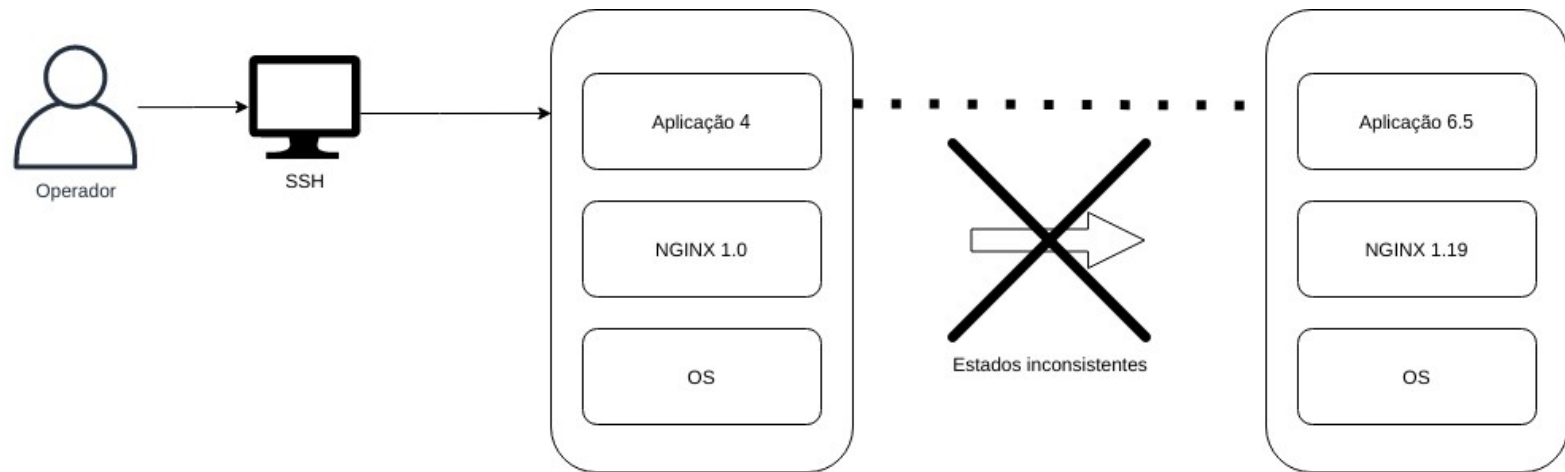 Operador
SSH
Aplicação 4
NGINX 1.0
OS
Estados inconsistentes
Aplicação 6.5
NGINX 1.19
OS